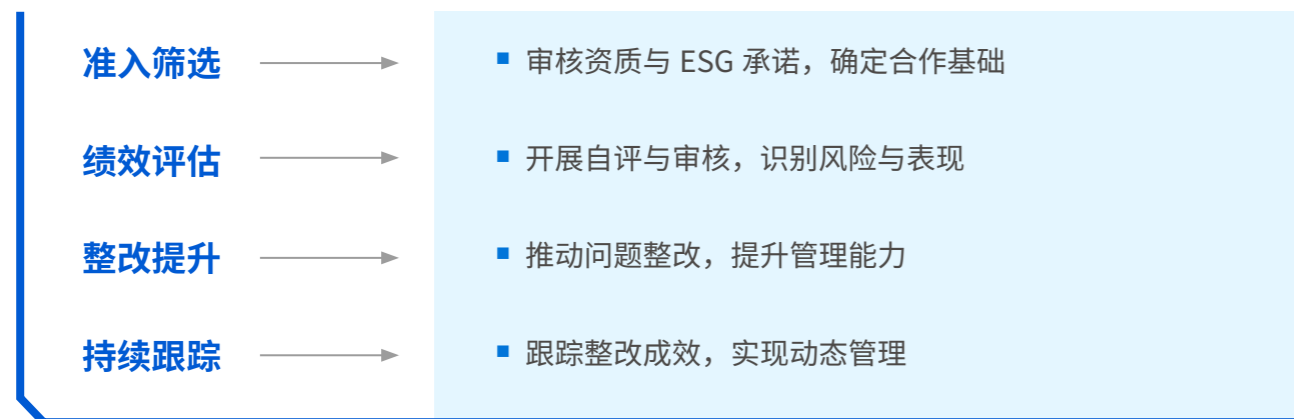 准入筛选
审核资质与 ESG 承诺，确定合作基础
绩效评估
开展自评与审核，识别风险与表现
整改提升
推动问题整改，提升管理能力
持续跟踪
跟踪整改成效，实现动态管理